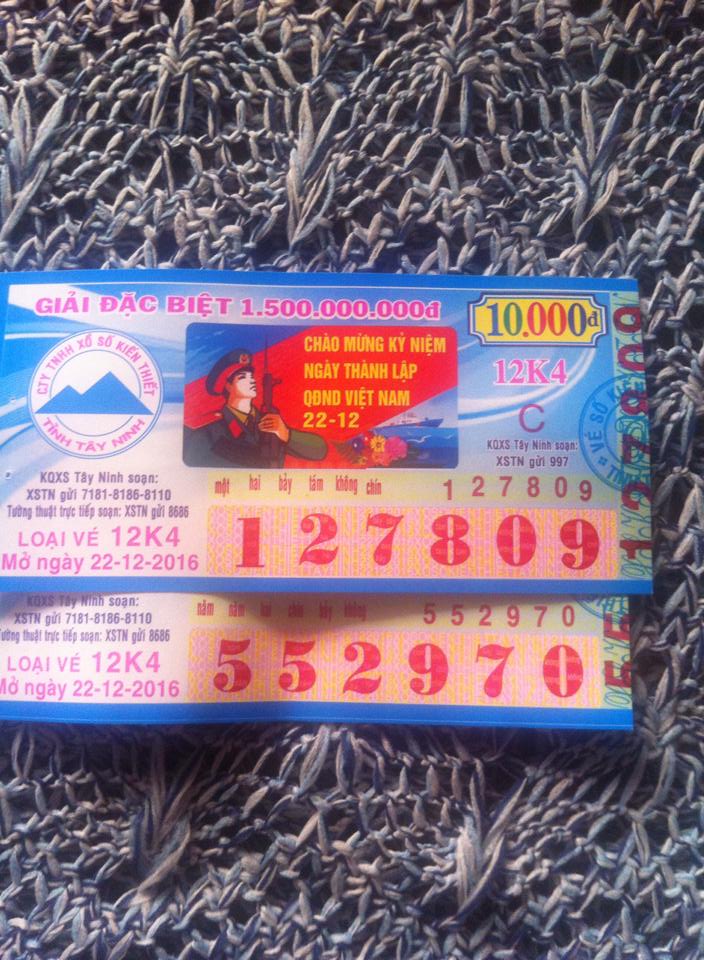 GIẢI ĐẶC BIỆT 1.500.000.000đ
10.000đ
CTY TNHH XỔ SỐ KIẾN THIẾT
TỈNH TÂY NINH
CHÀO MỪNG KỶ NIỆM
NGÀY THÀNH LẬP
QĐND VIỆT NAM
22-12
12K4
C
KQXS Tây Ninh soạn:
XSTN gửi 997
VÉ SỐ KIẾN
127809
KQXS Tây Ninh soạn:
XSTN gửi 7181-8186-8110
Tường thuật trực tiếp soạn: XSTN gửi 8686
LOẠI VÉ 12K4
Mở ngày 22-12-2016
một hai bảy tám không chín
127809
127809
KQXS Tây Ninh soạn:
XSTN gửi 7181-8186-8110
Tường thuật trực tiếp soạn: XSTN gửi 8686
LOẠI VÉ 12K4
Mở ngày 22-12-2016
năm năm hai chín bảy không
552970
552970